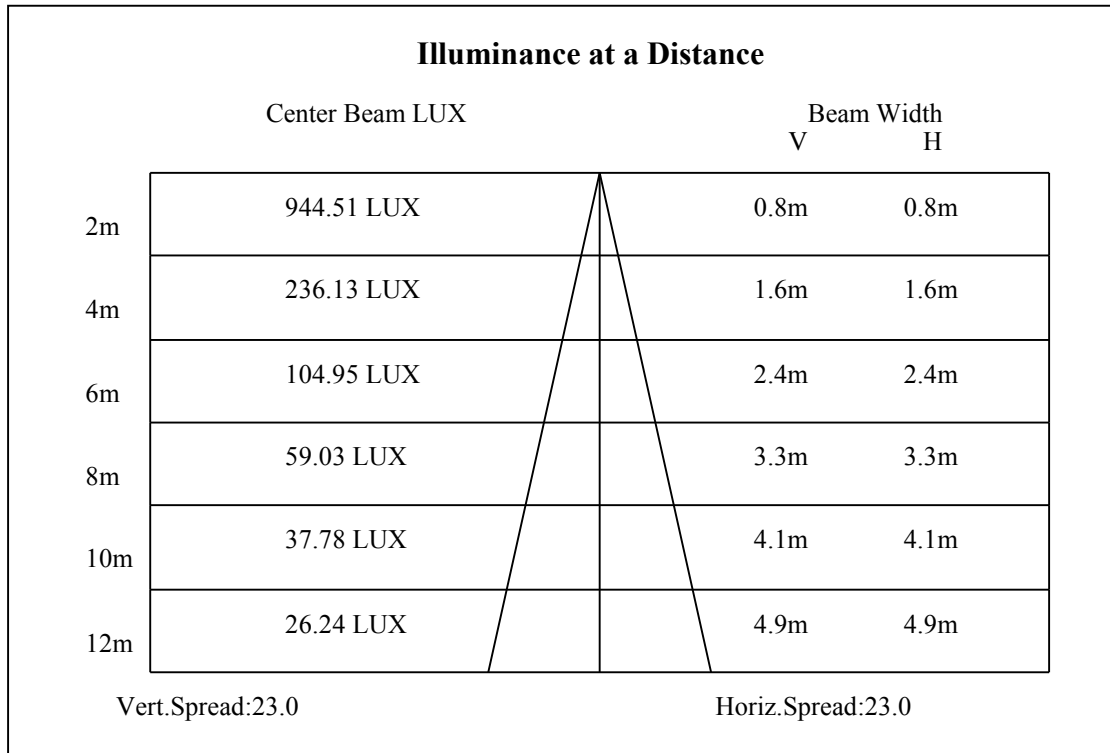 Illuminance at a Distance
Center Beam LUX Beam Width
V H
2m 944.51 LUX 0.8m 0.8m
4m 236.13 LUX 1.6m 1.6m
6m 104.95 LUX 2.4m 2.4m
8m 59.03 LUX 3.3m 3.3m
10m 37.78 LUX 4.1m 4.1m
12m 26.24 LUX 4.9m 4.9m
Vert.Spread:23.0 Horiz.Spread:23.0